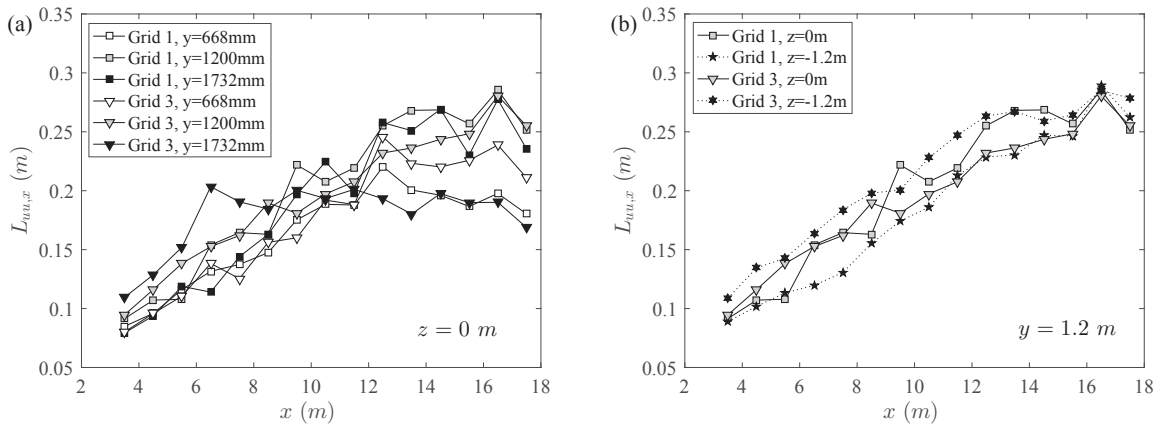 (a)
Grid 1, y=668mm
Grid 1, y=1200mm
Grid 1, y=1732mm
Grid 3, y=668mm
Grid 3, y=1200mm
Grid 3, y=1732mm
0.35
0.3
0.25
0.2
0.15
0.1
0.05
L_{uu,x} (m)
z = 0 m
2 4 6 8 10 12 14 16 18
x (m)
(b)
Grid 1, z=0m
Grid 1, z=-1.2m
Grid 3, z=0m
Grid 3, z=-1.2m
0.35
0.3
0.25
0.2
0.15
0.1
0.05
L_{uu,x} (m)
y = 1.2 m
2 4 6 8 10 12 14 16 18
x (m)